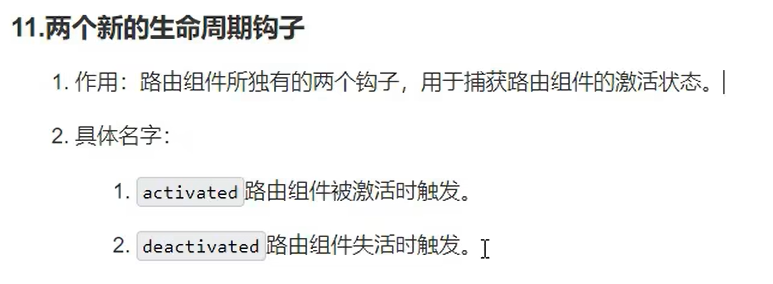 11.两个新的生命周期钩子
1. 作用：路由组件所独有的两个钩子，用于捕获路由组件的激活状态。
2. 具体名字：
1. activated路由组件被激活时触发。
2. deactivated路由组件失活时触发。